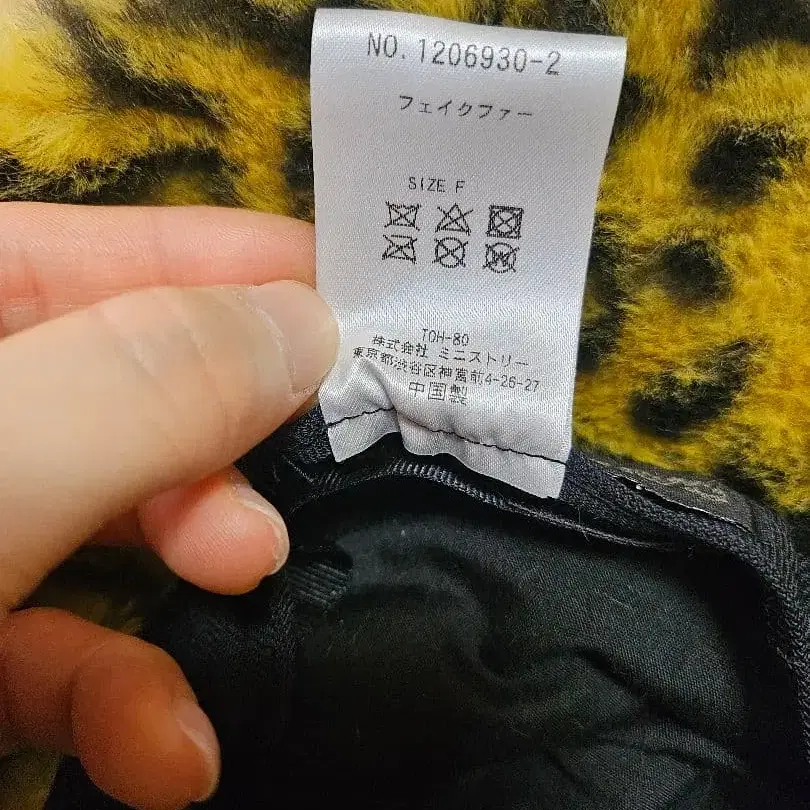 NO. 1206930-2
フェイクファー
SIZE F
TOH-80
株式会社 ミニストリー
東京都渋谷区神宮前4-26-27
中国製